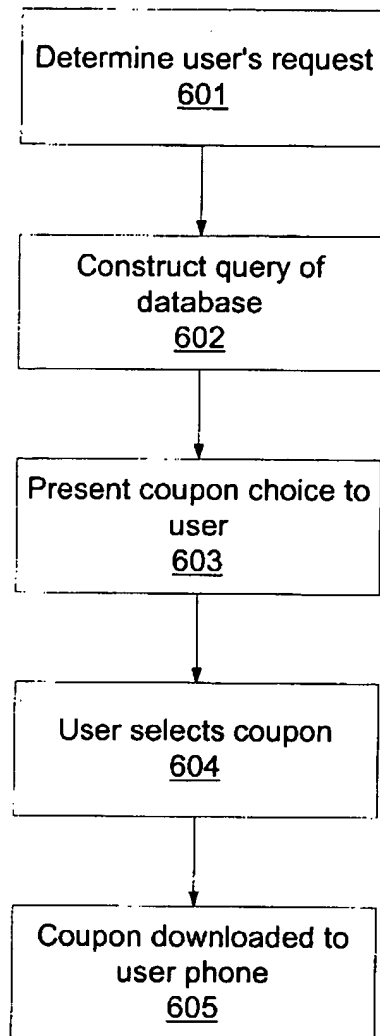 Determine user's request
601
Construct query of
database
602
Present coupon choice to
user
603
User selects coupon
604
Coupon downloaded to
user phone
605